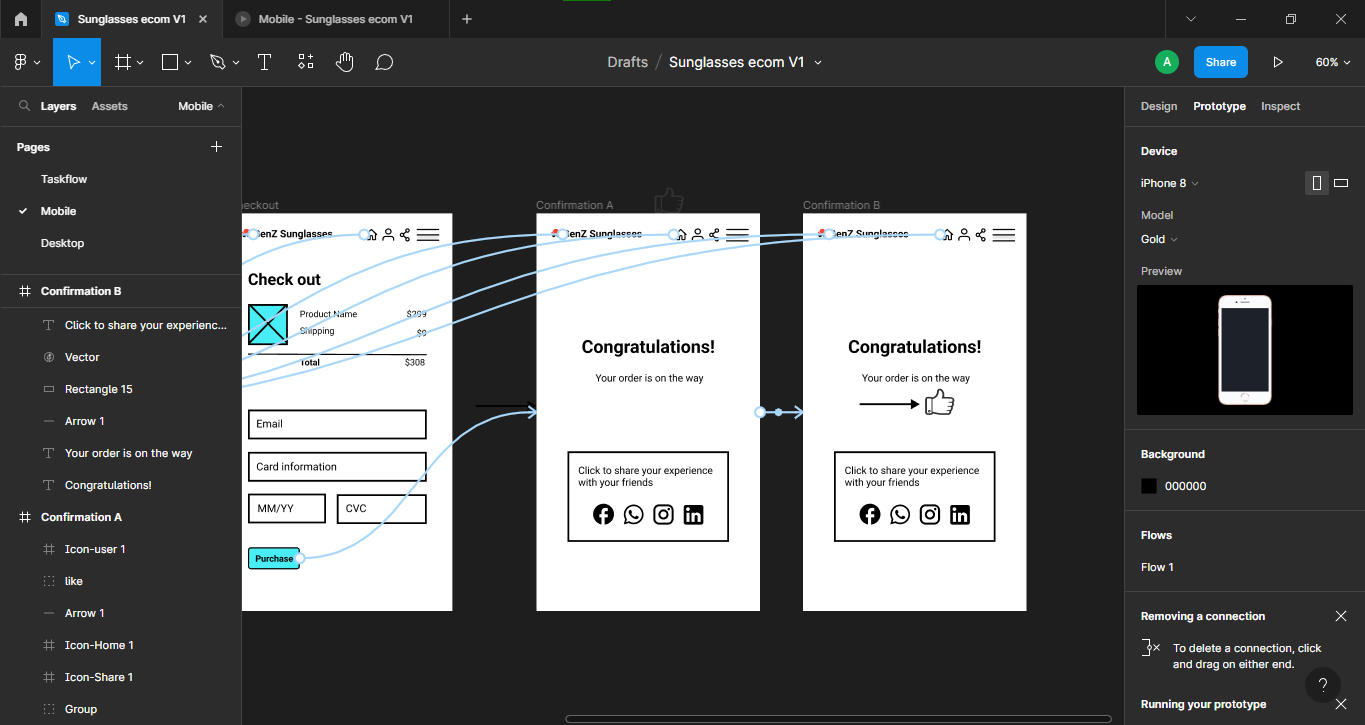 Sunglasses ecom V1
Mobile - Sunglasses ecom V1
Drafts / Sunglasses ecom V1
A
Share
60%
Layers
Assets
Mobile
Pages
Taskflow
Mobile
Desktop
Confirmation B
Click to share your experienc...
Vector
Rectangle 15
Arrow 1
Your order is on the way
Congratulations!
Confirmation A
Icon-user 1
like
Arrow 1
Icon-Home 1
Icon-Share 1
Group
eckout
enZ Sunglasses
Check out
Product Name
$299
Shipping
$9
Total
$308
Email
Card information
MM/YY
CVC
Purchase
Confirmation A
enZ Sunglasses
Congratulations!
Your order is on the way
Click to share your experience
with your friends
Confirmation B
enZ Sunglasses
Congratulations!
Your order is on the way
Click to share your experience
with your friends
Design
Prototype
Inspect
Device
iPhone 8
Model
Gold
Preview
Background
000000
Flows
Flow 1
Removing a connection
To delete a connection, click
and drag on either end.
?
Running your prototype